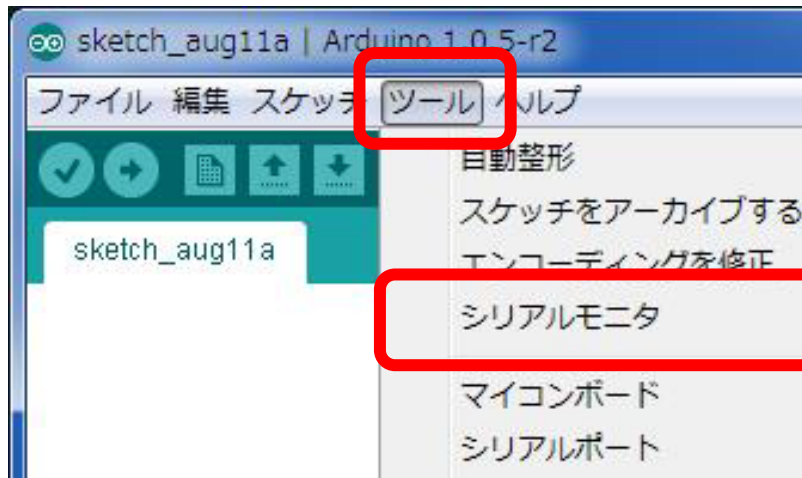 sketch_aug11a | Arduino 1.0.5-r2
ファイル 編集 スケッチ ツール ヘルプ
自動整形
スケッチをアーカイブする
sketch_aug11a
エンコーディングを修正
シリアルモニタ
マイコンボード
シリアルポート